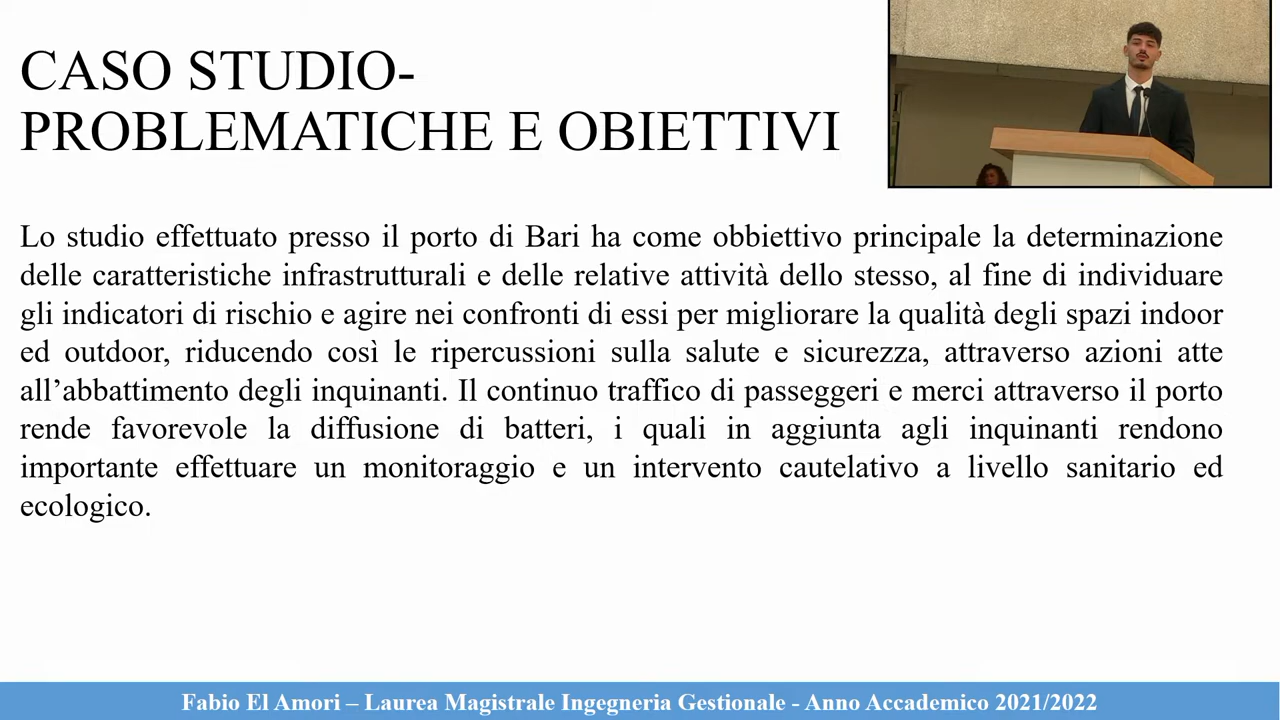 CASO STUDIO-
PROBLEMATICHE E OBIETTIVI
Lo studio effettuato presso il porto di Bari ha come obbiettivo principale la determinazione
delle caratteristiche infrastrutturali e delle relative attività dello stesso, al fine di individuare
gli indicatori di rischio e agire nei confronti di essi per migliorare la qualità degli spazi indoor
ed outdoor, riducendo così le ripercussioni sulla salute e sicurezza, attraverso azioni atte
all’abbattimento degli inquinanti. Il continuo traffico di passeggeri e merci attraverso il porto
rende favorevole la diffusione di batteri, i quali in aggiunta agli inquinanti rendono
importante effettuare un monitoraggio e un intervento cautelativo a livello sanitario ed
ecologico.
Fabio El Amori – Laurea Magistrale Ingegneria Gestionale - Anno Accademico 2021/2022